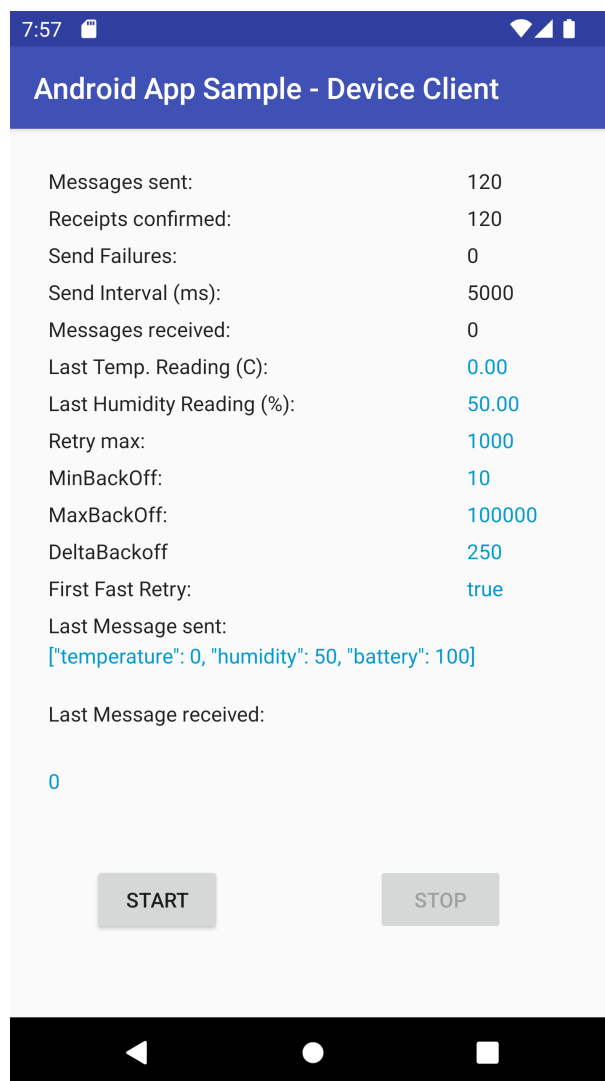 7:57
Android App Sample - Device Client
Messages sent: 120
Receipts confirmed: 120
Send Failures: 0
Send Interval (ms): 5000
Messages received: 0
Last Temp. Reading (C): 0.00
Last Humidity Reading (%): 50.00
Retry max: 1000
MinBackOff: 10
MaxBackOff: 100000
DeltaBackoff 250
First Fast Retry: true
Last Message sent:
["temperature": 0, "humidity": 50, "battery": 100]
Last Message received:
0
START STOP